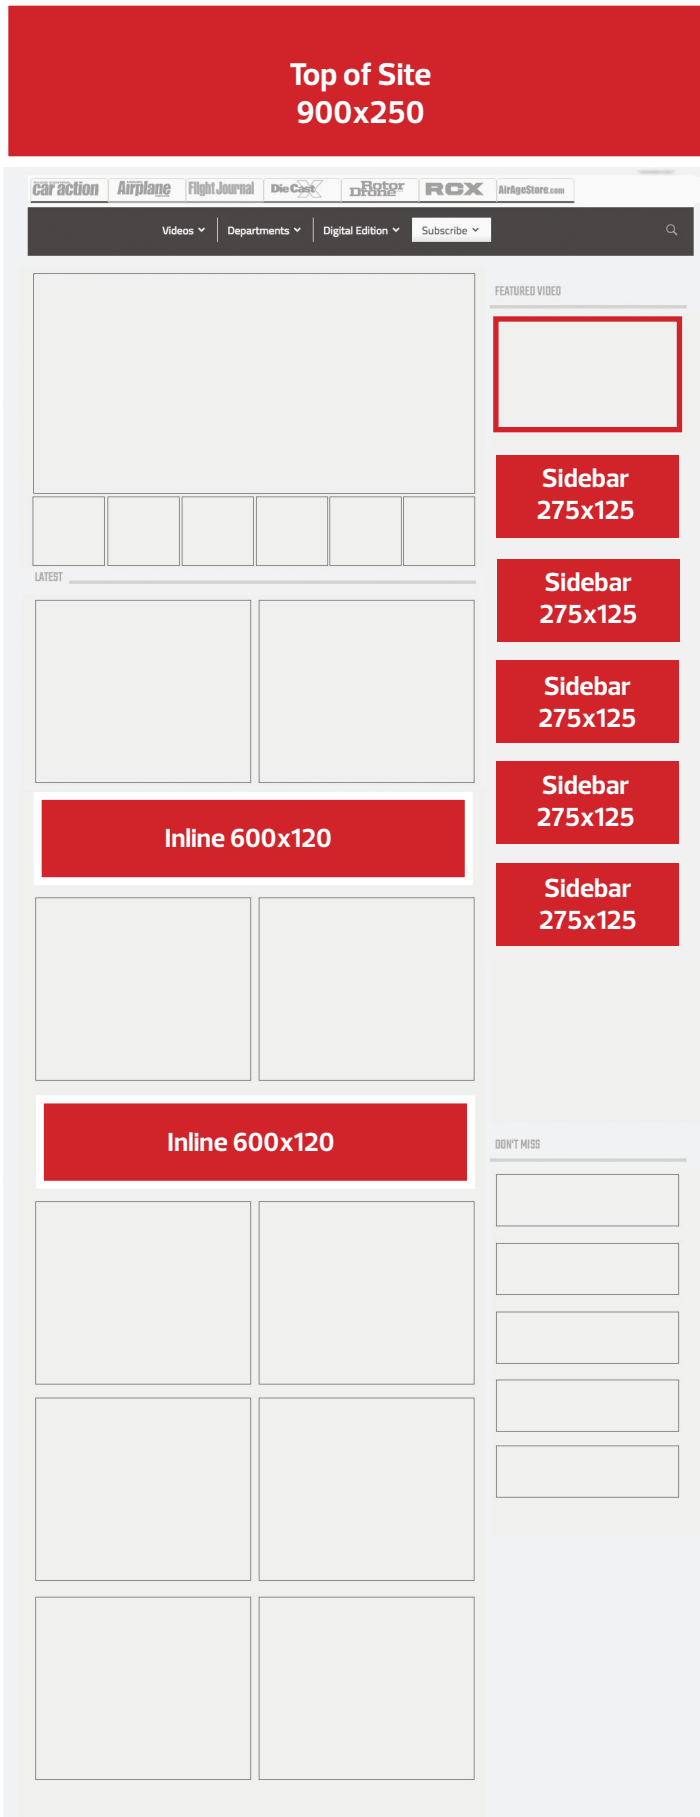 Top of Site
900x250
car action
Airplane
Flight Journal
DieCast X
Rotor
Drone
RCX
AirAgeStore.com
Videos
Departments
Digital Edition
Subscribe
FEATURED VIDEO
Sidebar
275x125
LATEST
Sidebar
275x125
Sidebar
275x125
Sidebar
275x125
Inline 600x120
Sidebar
275x125
Inline 600x120
DON'T MISS